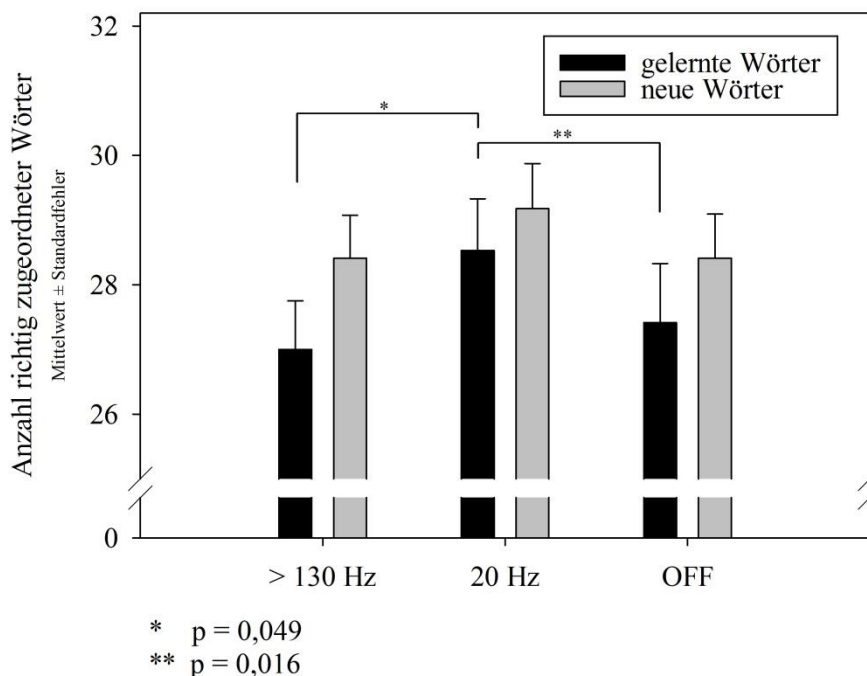 Anzahl richtig zugeordneter Wörter
Mittelwert ± Standardfehler
32
30
28
26
0
gelernte Wörter
neue Wörter
*
**
> 130 Hz
20 Hz
OFF
* p = 0,049
** p = 0,016